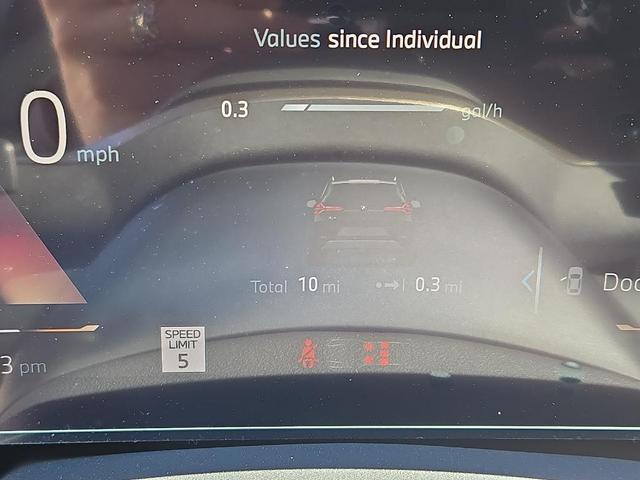 Values since Individual
0.3 gal/h
0 mph
Total 10 mi 0.3 mi
Doo
3 pm
SPEED
LIMIT
5